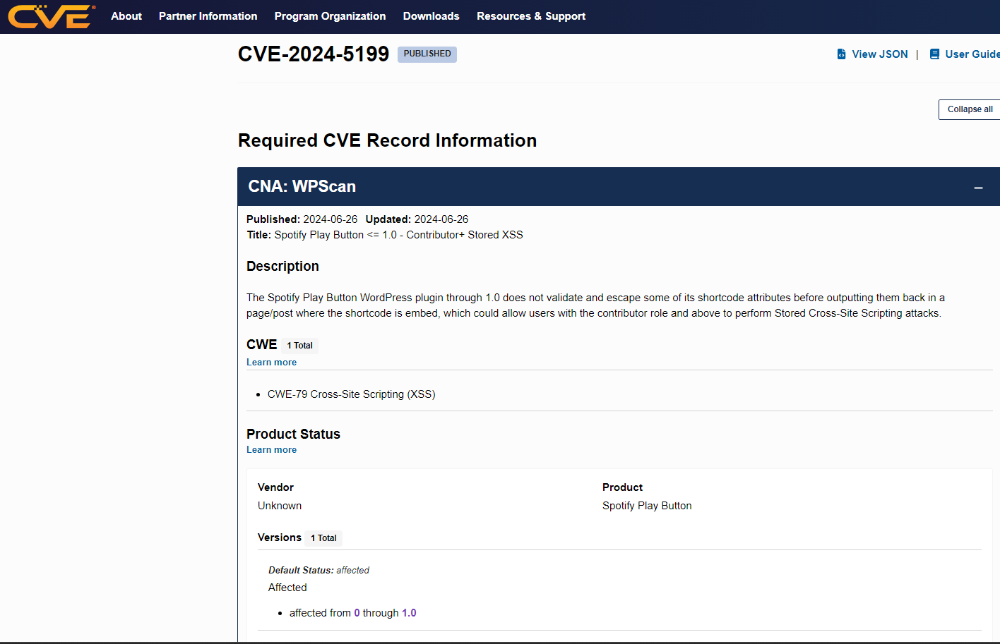 CVE®
About Partner Information Program Organization Downloads Resources & Support
CVE-2024-5199 PUBLISHED
View JSON | User Guide
Collapse all
Required CVE Record Information
CNA: WPScan
Published: 2024-06-26 Updated: 2024-06-26
Title: Spotify Play Button <= 1.0 - Contributor+ Stored XSS
Description
The Spotify Play Button WordPress plugin through 1.0 does not validate and escape some of its shortcode attributes before outputting them back in a
page/post where the shortcode is embed, which could allow users with the contributor role and above to perform Stored Cross-Site Scripting attacks.
CWE 1 Total
Learn more
• CWE-79 Cross-Site Scripting (XSS)
Product Status
Learn more
Vendor Product
Unknown Spotify Play Button
Versions 1 Total
Default Status: affected
Affected
• affected from 0 through 1.0